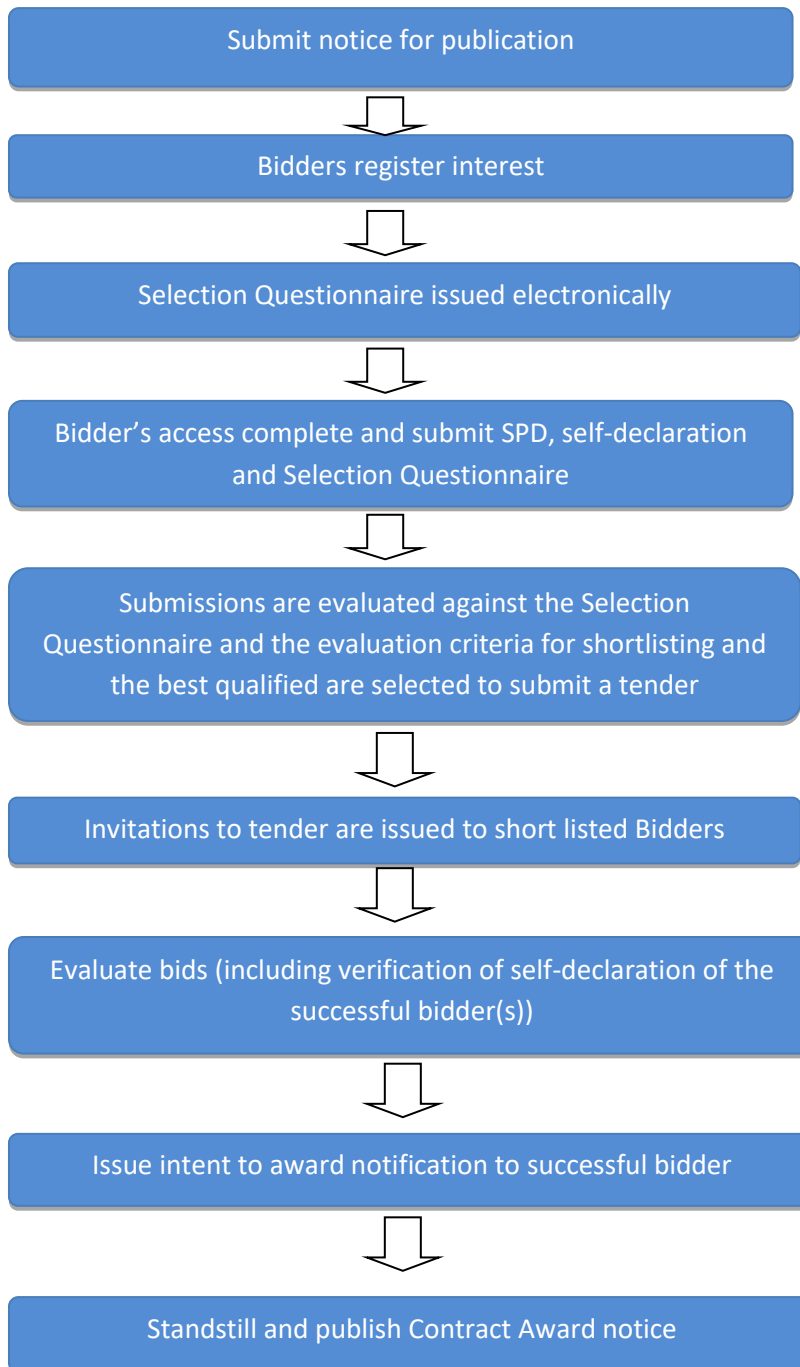 Submit notice for publication
Bidders register interest
Selection Questionnaire issued electronically
Bidder’s access complete and submit SPD, self-declaration
and Selection Questionnaire
Submissions are evaluated against the Selection
Questionnaire and the evaluation criteria for shortlisting and
the best qualified are selected to submit a tender
Invitations to tender are issued to short listed Bidders
Evaluate bids (including verification of self-declaration of the
successful bidder(s))
Issue intent to award notification to successful bidder
Standstill and publish Contract Award notice